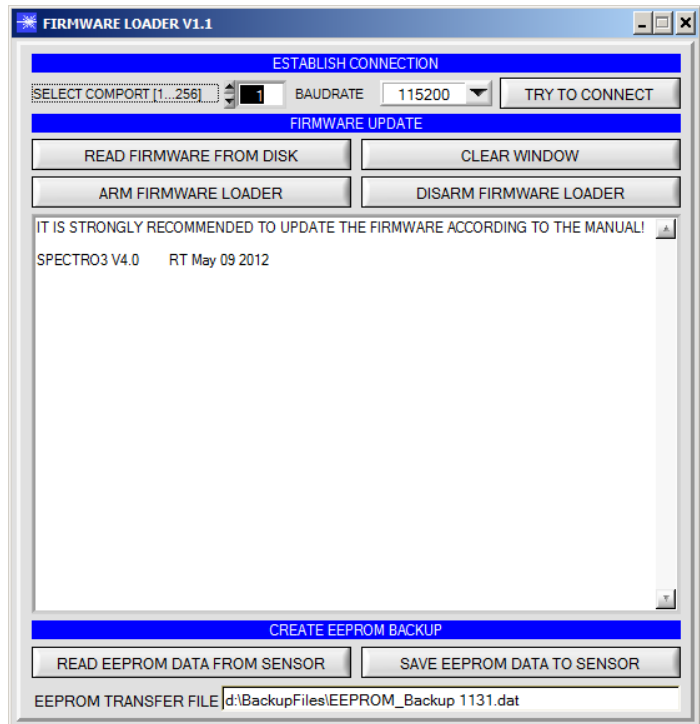 FIRMWARE LOADER V1.1
ESTABLISH CONNECTION
SELECT COMPORT [1...256] 1 BAUDRATE 115200 TRY TO CONNECT
FIRMWARE UPDATE
READ FIRMWARE FROM DISK CLEAR WINDOW
ARM FIRMWARE LOADER DISARM FIRMWARE LOADER
IT IS STRONGLY RECOMMENDED TO UPDATE THE FIRMWARE ACCORDING TO THE MANUAL!
SPECTRO3 V4.0 RT May 09 2012
CREATE EEPROM BACKUP
READ EEPROM DATA FROM SENSOR SAVE EEPROM DATA TO SENSOR
EEPROM TRANSFER FILE d:\BackupFiles\EEPROM_Backup 1131.dat